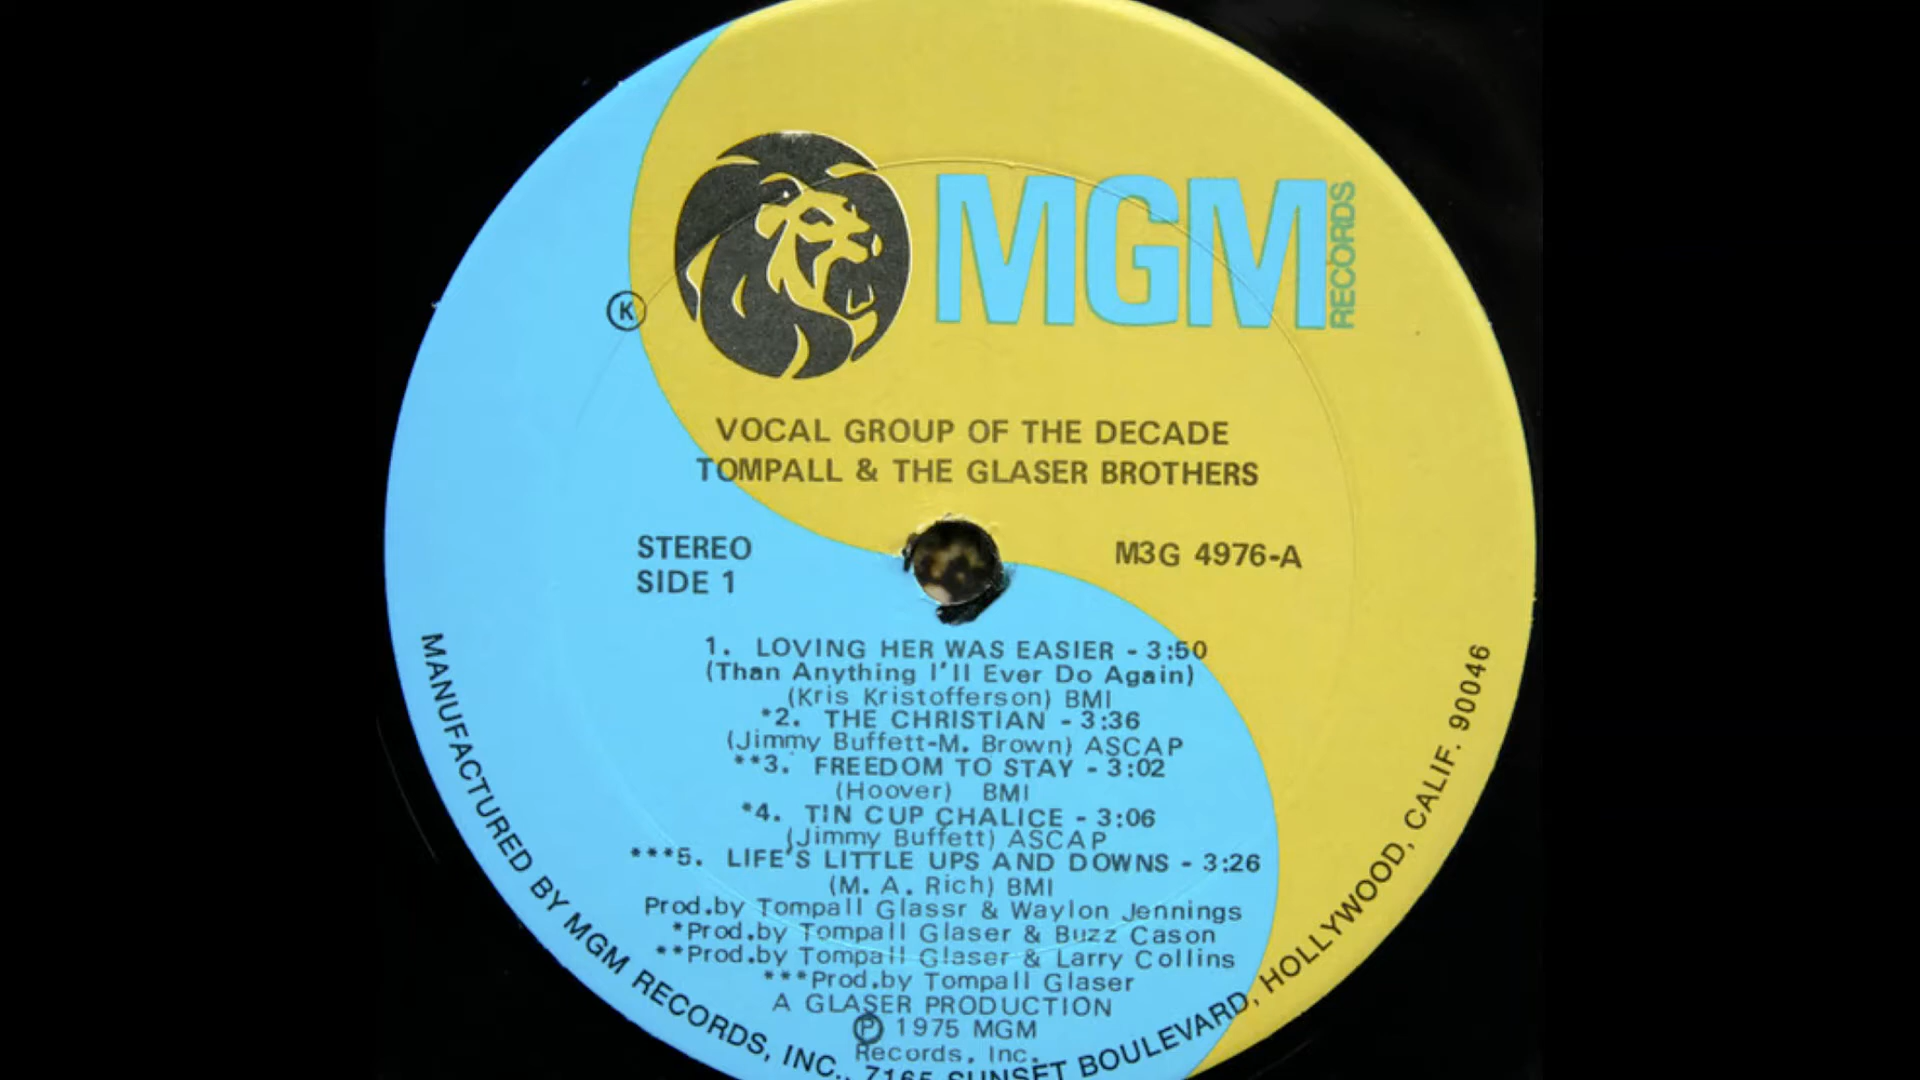 MGM RECORDS
K
VOCAL GROUP OF THE DECADE
TOMPALL & THE GLASER BROTHERS
STEREO
SIDE 1
M3G 4976-A
1. LOVING HER WAS EASIER - 3:50
(Than Anything I'll Ever Do Again)
(Kris Kristofferson) BMI
*2. THE CHRISTIAN - 3:36
(Jimmy Buffett-M. Brown) ASCAP
**3. FREEDOM TO STAY - 3:02
(Hoover) BMI
*4. TIN CUP CHALICE - 3:06
(Jimmy Buffett) ASCAP
***5. LIFE'S LITTLE UPS AND DOWNS - 3:26
(M. A. Rich) BMI
Prod.by Tompall Glassr & Waylon Jennings
*Prod.by Tompall Glaser & Buzz Cason
**Prod.by Tompall Glaser & Larry Collins
***Prod.by Tompall Glaser
A GLASER PRODUCTION
Ⓟ 1975 MGM
Records, Inc.
MANUFACTURED BY MGM RECORDS, INC., 7165 SUNSET BOULEVARD, HOLLYWOOD, CALIF. 90046